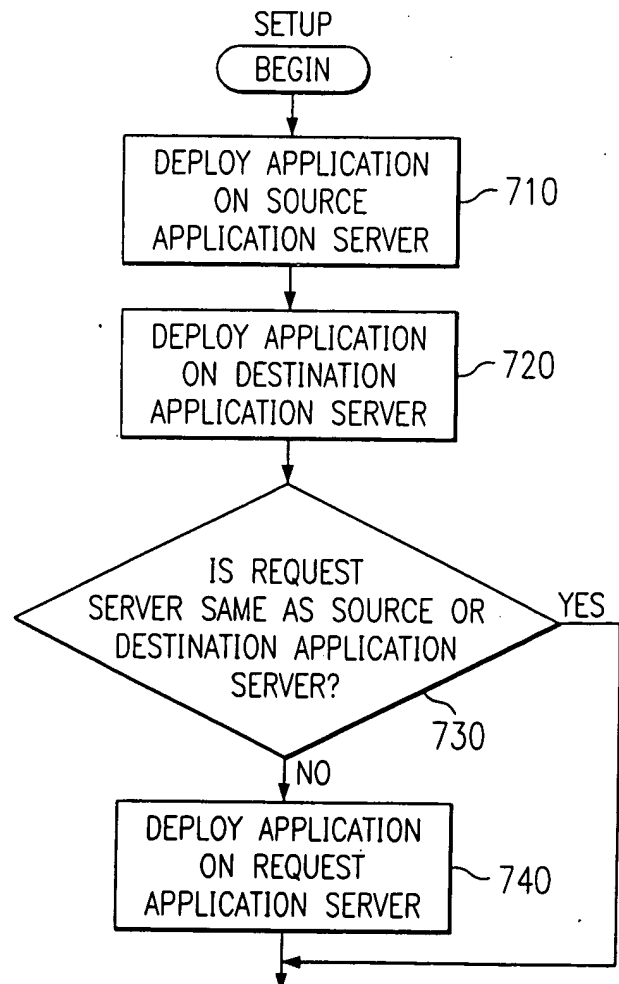 SETUP
BEGIN
DEPLOY APPLICATION
ON SOURCE
APPLICATION SERVER
710
DEPLOY APPLICATION
ON DESTINATION
APPLICATION SERVER
720
IS REQUEST
SERVER SAME AS SOURCE OR
DESTINATION APPLICATION
SERVER?
YES
730
NO
DEPLOY APPLICATION
ON REQUEST
APPLICATION SERVER
740